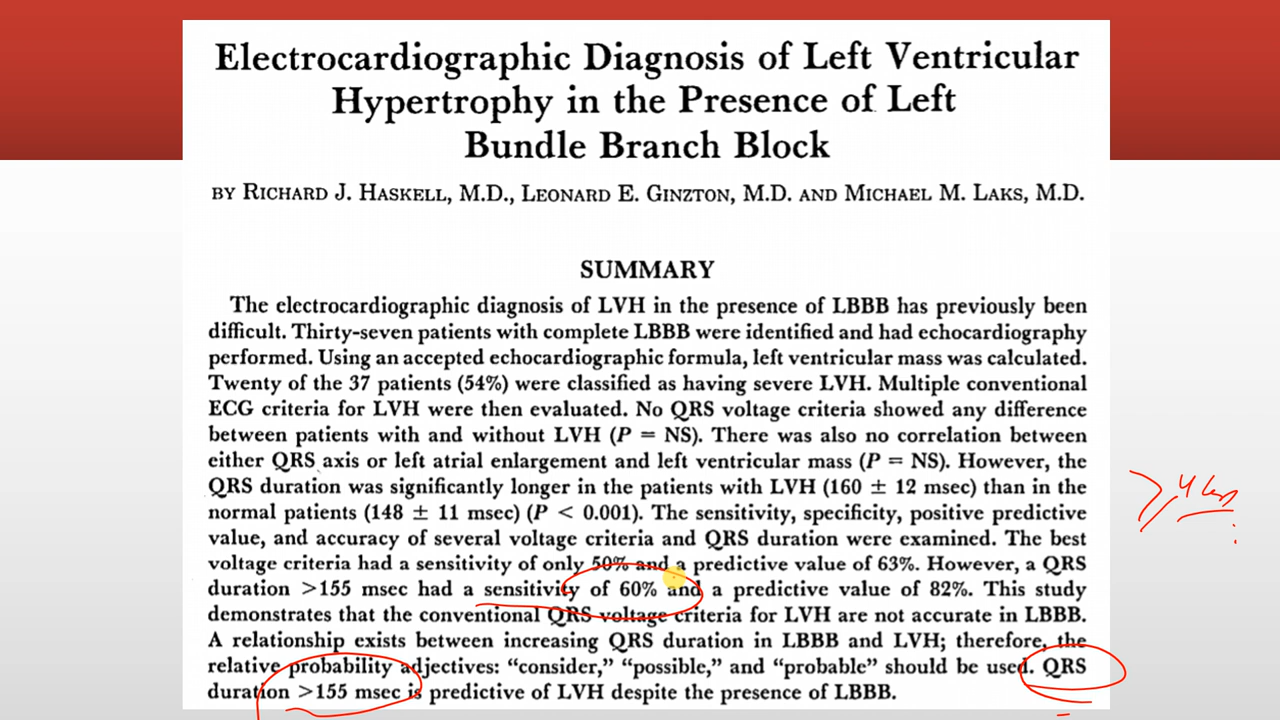 Electrocardiographic Diagnosis of Left Ventricular
Hypertrophy in the Presence of Left
Bundle Branch Block
BY RICHARD J. HASKELL, M.D., LEONARD E. GINZTON, M.D. AND MICHAEL M. LAKS, M.D.
SUMMARY
The electrocardiographic diagnosis of LVH in the presence of LBBB has previously been
difficult. Thirty-seven patients with complete LBBB were identified and had echocardiography
performed. Using an accepted echocardiographic formula, left ventricular mass was calculated.
Twenty of the 37 patients (54%) were classified as having severe LVH. Multiple conventional
ECG criteria for LVH were then evaluated. No QRS voltage criteria showed any difference
between patients with and without LVH (P = NS). There was also no correlation between
either QRS axis or left atrial enlargement and left ventricular mass (P = NS). However, the
QRS duration was significantly longer in the patients with LVH (160 ± 12 msec) than in the
normal patients (148 ± 11 msec) (P < 0.001). The sensitivity, specificity, positive predictive
value, and accuracy of several voltage criteria and QRS duration were examined. The best
voltage criteria had a sensitivity of only 50% and a predictive value of 63%. However, a QRS
duration >155 msec had a sensitivity of 60% and a predictive value of 82%. This study
demonstrates that the conventional QRS voltage criteria for LVH are not accurate in LBBB.
A relationship exists between increasing QRS duration in LBBB and LVH; therefore, the
relative probability adjectives: “consider,” “possible,” and “probable” should be used. QRS
duration >155 msec is predictive of LVH despite the presence of LBBB.